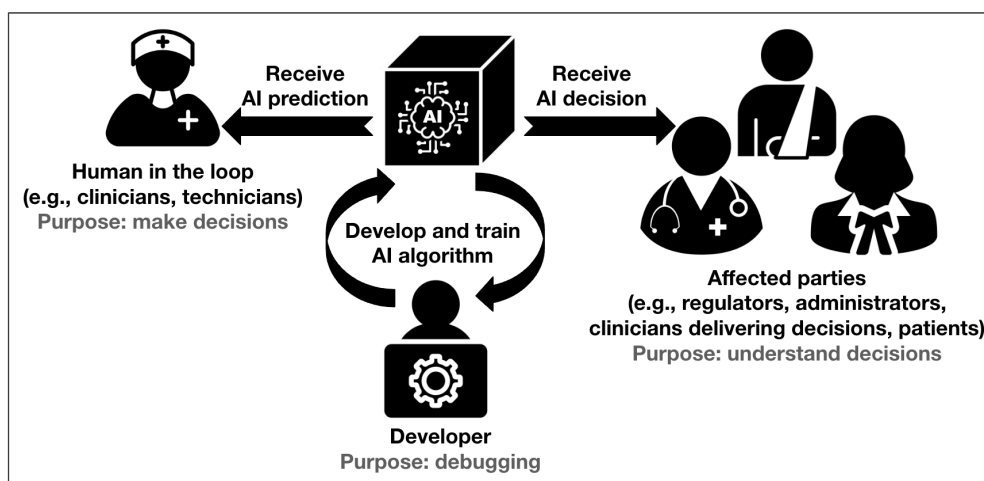 Receive
AI prediction
AI
Receive
AI decision
Human in the loop
(e.g., clinicians, technicians)
Purpose: make decisions
Develop and train
AI algorithm
Affected parties
(e.g., regulators, administrators,
clinicians delivering decisions, patients)
Purpose: understand decisions
Developer
Purpose: debugging